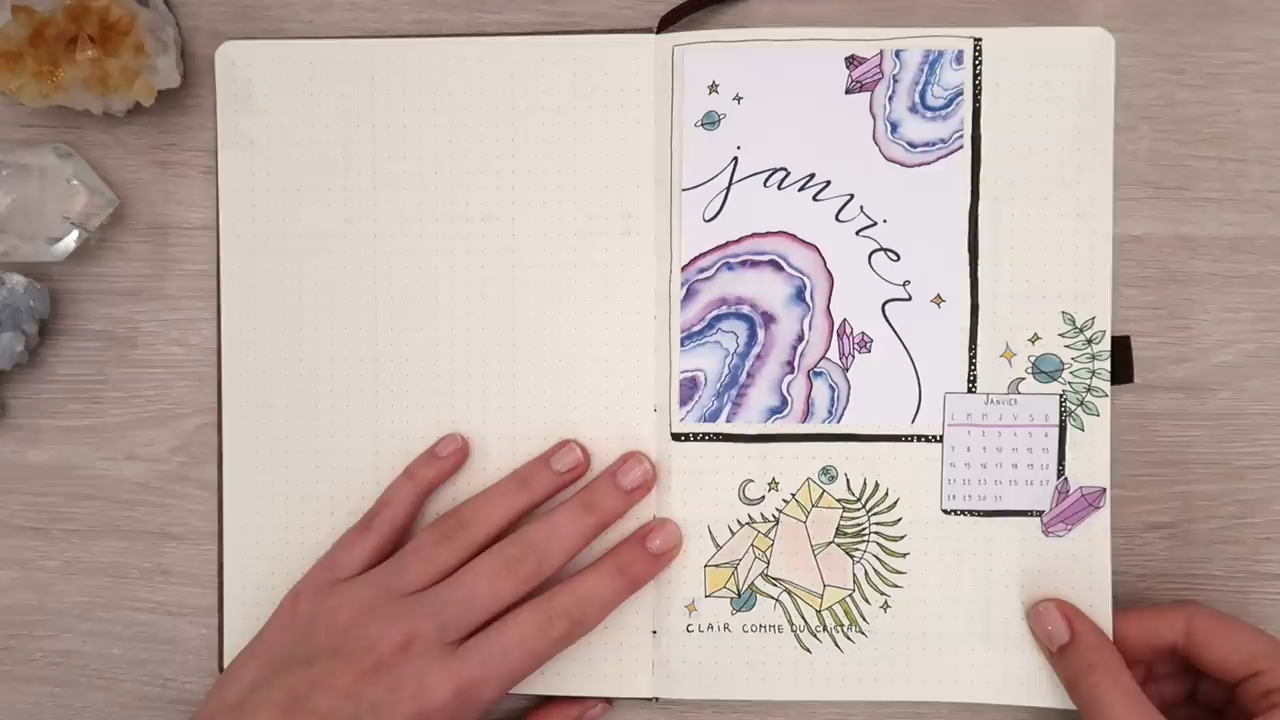 janvier
JANVIER
L M M J V S D
1 2 3 4 5 6
7 8 9 10 11 12 13
14 15 16 17 18 19 20
21 22 23 24 25 26 27
28 29 30 31
CLAIR COMME DU CRISTAL